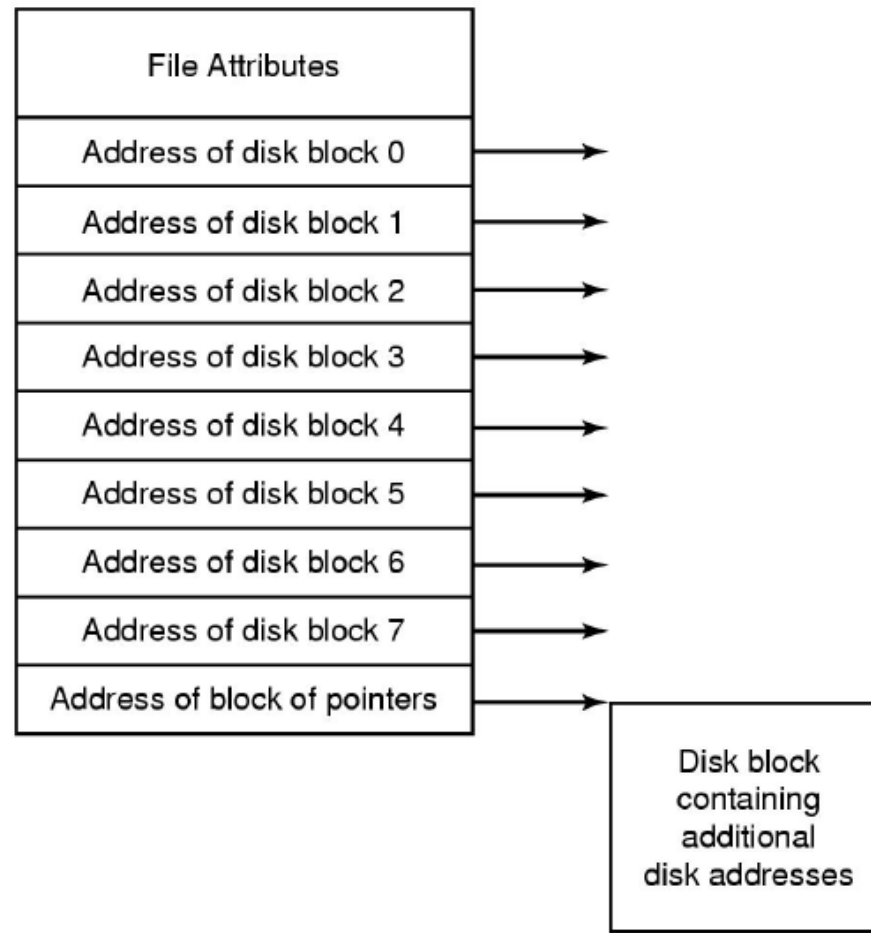 File Attributes
Address of disk block 0
Address of disk block 1
Address of disk block 2
Address of disk block 3
Address of disk block 4
Address of disk block 5
Address of disk block 6
Address of disk block 7
Address of block of pointers
Disk block
containing
additional
disk addresses